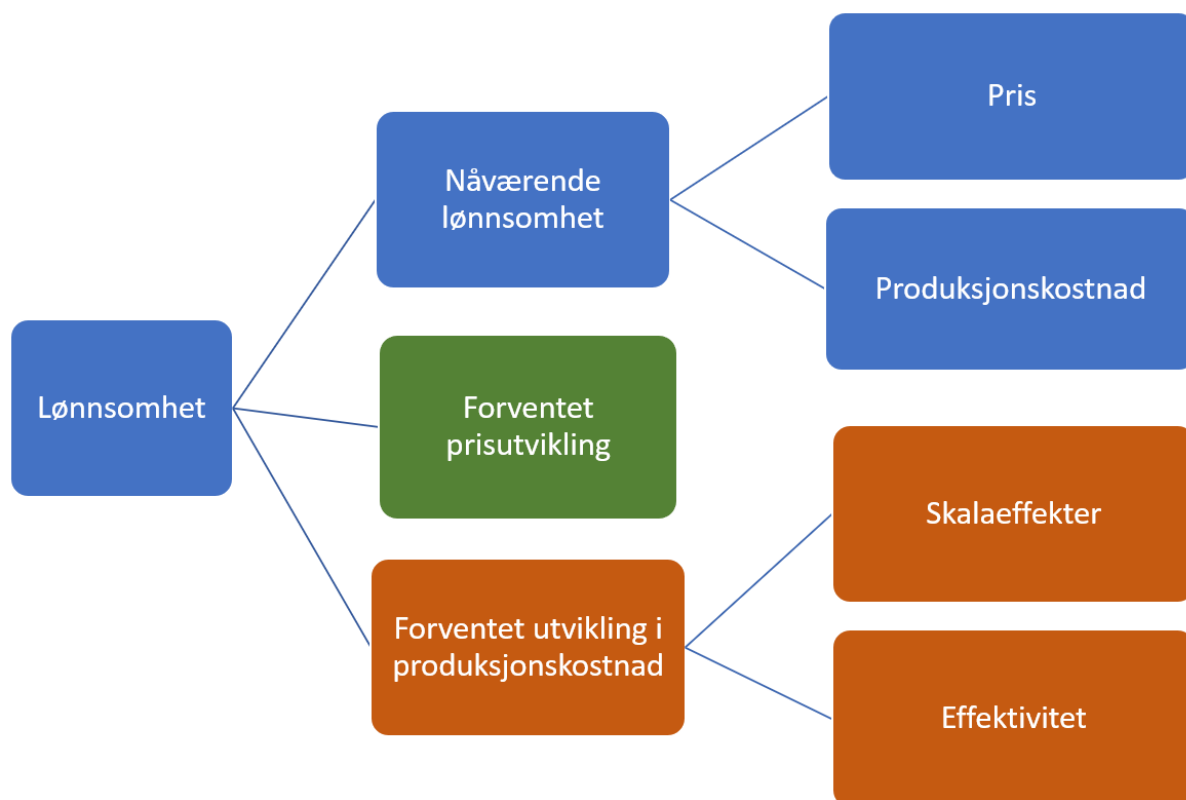 Lønnsomhet
Nåværende
lønnsomhet
Pris
Produksjonskostnad
Forventet
prisutvikling
Forventet utvikling i
produksjonskostnad
Skalaeffekter
Effektivitet